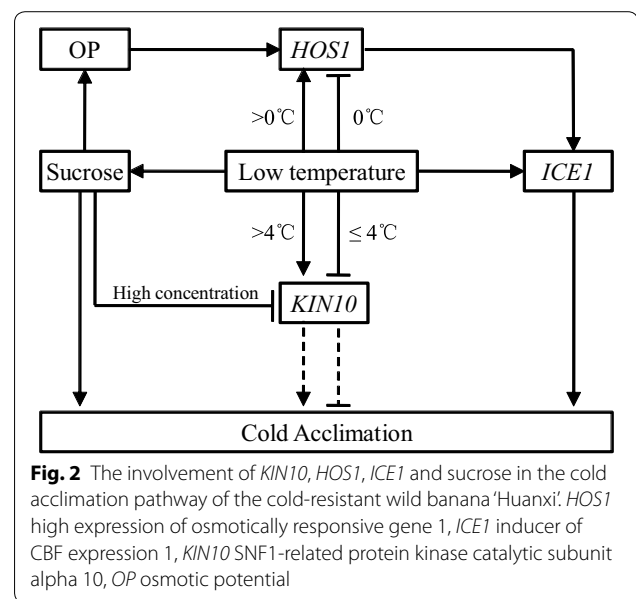 OP
HOS1
>0℃
0℃
Sucrose
Low temperature
ICE1
>4℃
≤ 4℃
High concentration
KIN10
Cold Acclimation
Fig. 2 The involvement of KIN10, HOS1, ICE1 and sucrose in the cold
acclimation pathway of the cold-resistant wild banana ‘Huanxi’. HOS1
high expression of osmotically responsive gene 1, ICE1 inducer of
CBF expression 1, KIN10 SNF1-related protein kinase catalytic subunit
alpha 10, OP osmotic potential